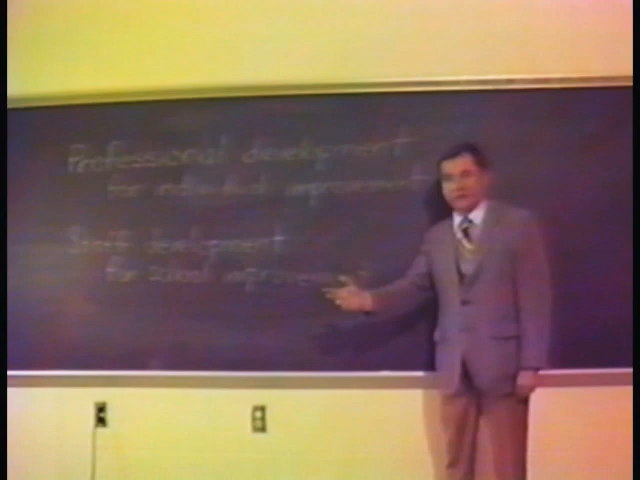 Professional development
for individual improvement
Staff development
for school improvement